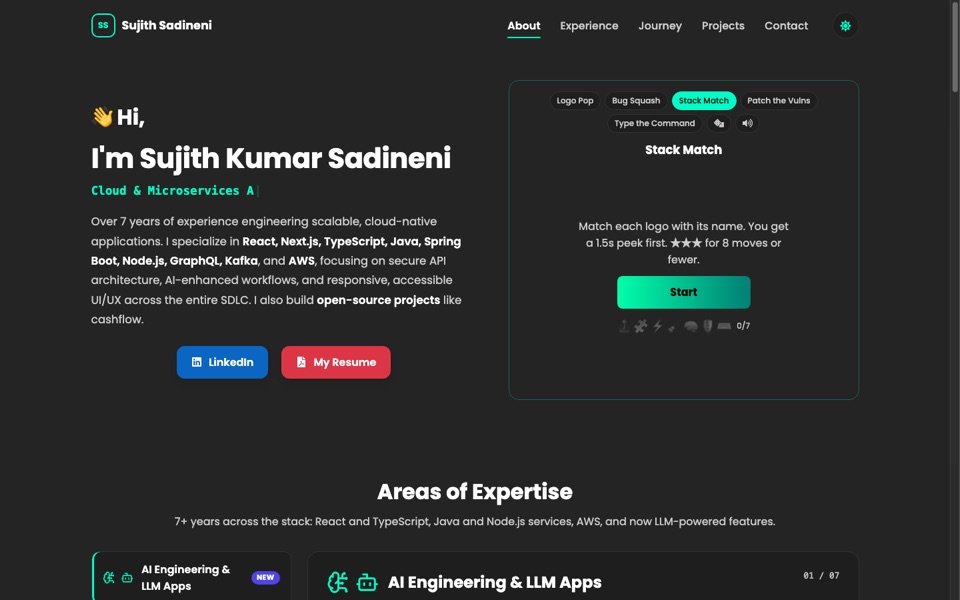 SS Sujith Sadineni
About Experience Journey Projects Contact
👋 Hi,
I'm Sujith Kumar Sadineni
Cloud & Microservices A
Over 7 years of experience engineering scalable, cloud-native
applications. I specialize in React, Next.js, TypeScript, Java, Spring
Boot, Node.js, GraphQL, Kafka, and AWS, focusing on secure API
architecture, AI-enhanced workflows, and responsive, accessible
UI/UX across the entire SDLC. I also build open-source projects like
cashflow.
LinkedIn My Resume
Logo Pop Bug Squash Stack Match Patch the Vulns
Type the Command
Stack Match
Match each logo with its name. You get
a 1.5s peek first. ★★★ for 8 moves or
fewer.
Start
0/7
Areas of Expertise
7+ years across the stack: React and TypeScript, Java and Node.js services, AWS, and now LLM-powered features.
AI Engineering &
LLM Apps
NEW
AI Engineering & LLM Apps
01 / 07